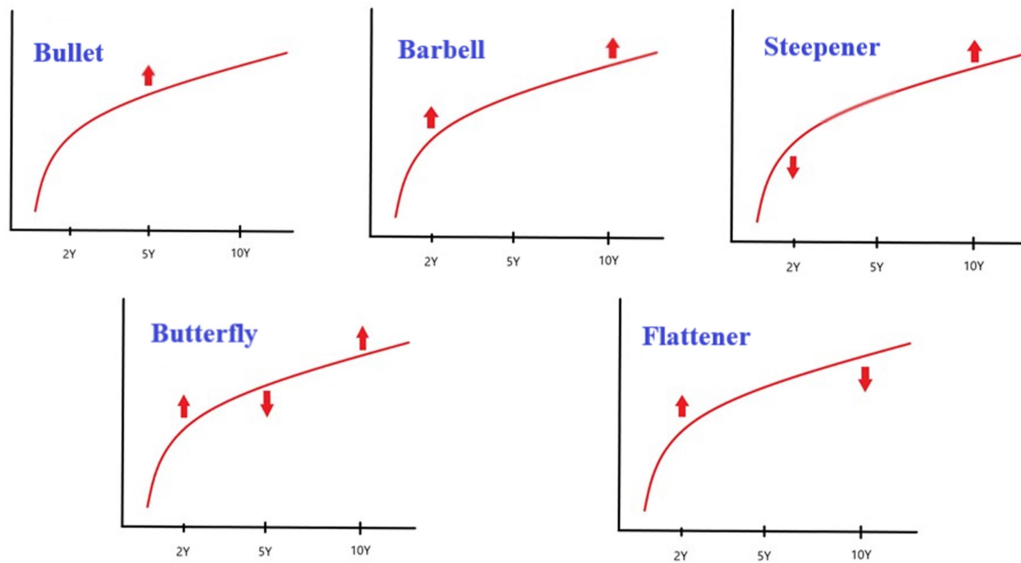 Bullet
2Y 5Y 10Y
Barbell
2Y 5Y 10Y
Steepener
2Y 5Y 10Y
Butterfly
2Y 5Y 10Y
Flattener
2Y 5Y 10Y